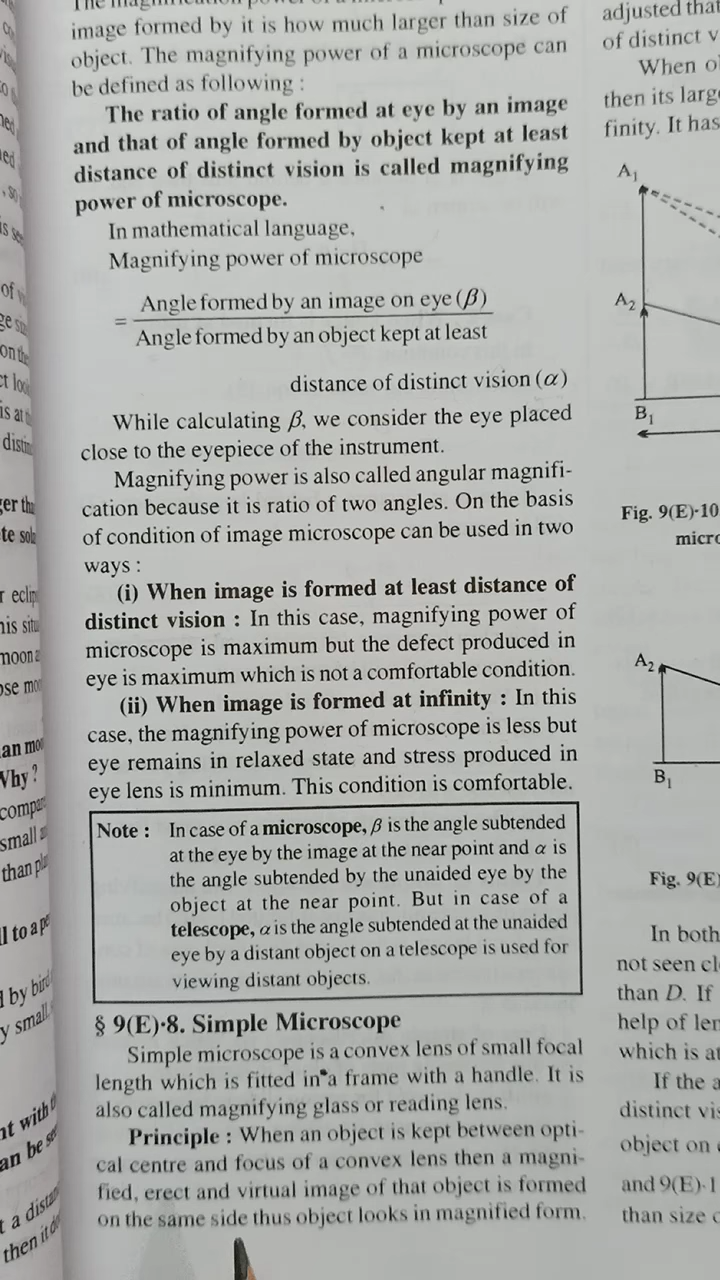 image formed by it is how much larger than size of
object. The magnifying power of a microscope can
be defined as following :
The ratio of angle formed at eye by an image
and that of angle formed by object kept at least
distance of distinct vision is called magnifying
power of microscope.
In mathematical language,
Magnifying power of microscope
= Angle formed by an image on eye (β)
Angle formed by an object kept at least
distance of distinct vision (α)
While calculating β, we consider the eye placed
close to the eyepiece of the instrument.
Magnifying power is also called angular magnifi-
cation because it is ratio of two angles. On the basis
of condition of image microscope can be used in two
ways :
(i) When image is formed at least distance of
distinct vision : In this case, magnifying power of
microscope is maximum but the defect produced in
eye is maximum which is not a comfortable condition.
(ii) When image is formed at infinity : In this
case, the magnifying power of microscope is less but
eye remains in relaxed state and stress produced in
eye lens is minimum. This condition is comfortable.
Note : In case of a microscope, β is the angle subtended
at the eye by the image at the near point and α is
the angle subtended by the unaided eye by the
object at the near point. But in case of a
telescope, α is the angle subtended at the unaided
eye by a distant object on a telescope is used for
viewing distant objects.
§ 9(E)·8. Simple Microscope
Simple microscope is a convex lens of small focal
length which is fitted in a frame with a handle. It is
also called magnifying glass or reading lens.
Principle : When an object is kept between opti-
cal centre and focus of a convex lens then a magni-
fied, erect and virtual image of that object is formed
on the same side thus object looks in magnified form.
adjusted that
of distinct
When
then its
finity. It has
A₁
A₂
B₁
Fig. 9(E)·10
A₂
B₁
Fig. 9(E)
In both
not seen
than D. If
help of
which is
If the
distinct
object on
and 9(E)·1
than size